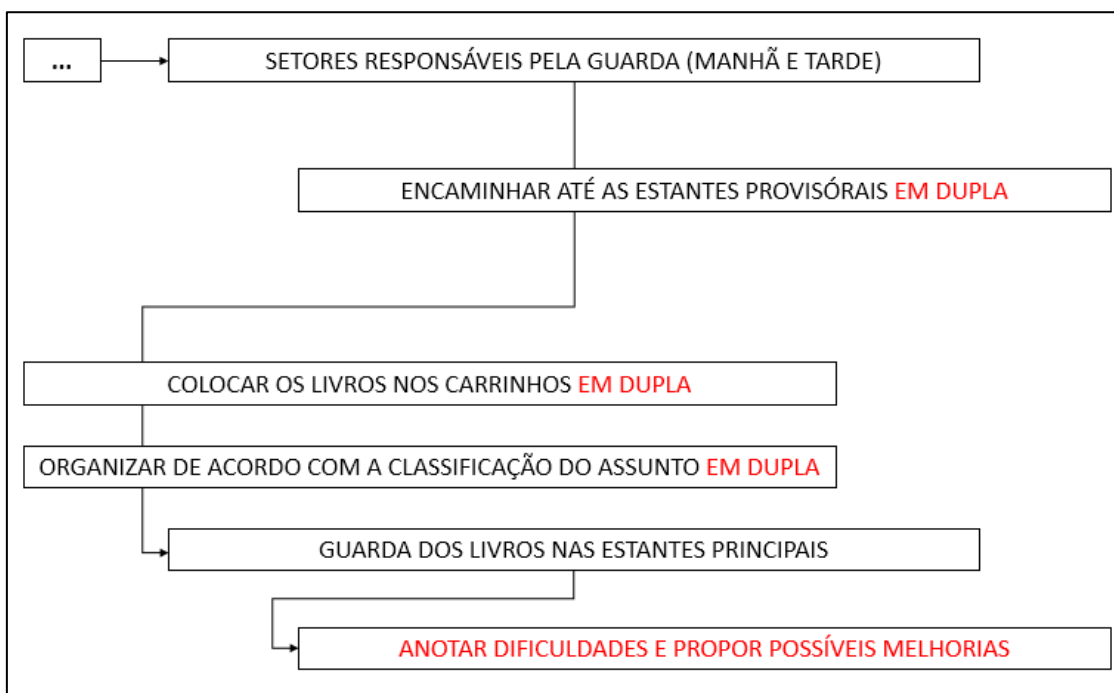 ...
SETORES RESPONSÁVEIS PELA GUARDA (MANHÃ E TARDE)
ENCAMINHAR ATÉ AS ESTANTES PROVISÓRAIS EM DUPLA
COLOCAR OS LIVROS NOS CARRINHOS EM DUPLA
ORGANIZAR DE ACORDO COM A CLASSIFICAÇÃO DO ASSUNTO EM DUPLA
GUARDA DOS LIVROS NAS ESTANTES PRINCIPAIS
ANOTAR DIFICULDADES E PROPOR POSSÍVEIS MELHORIAS